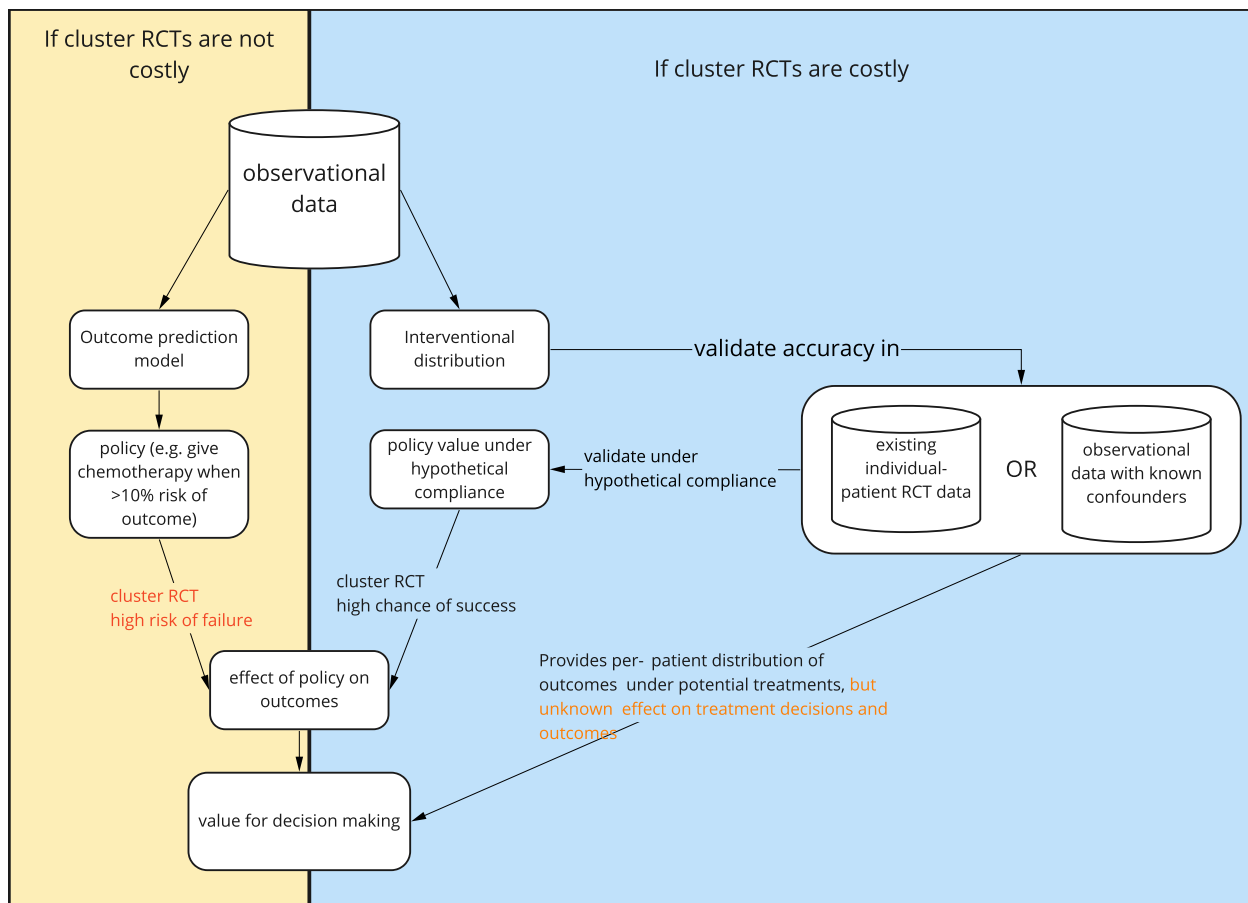 If cluster RCTs are not
costly
If cluster RCTs are costly
observational
data
Outcome prediction
model
Interventional
distribution
validate accuracy in
policy (e.g. give
chemotherapy when
>10% risk of
outcome)
policy value under
hypothetical
compliance
validate under
hypothetical compliance
existing
individual-
patient RCT data
OR
observational
data with known
confounders
cluster RCT
high risk of failure
cluster RCT
high chance of success
effect of policy on
outcomes
Provides per- patient distribution of
outcomes under potential treatments, but
unknown effect on treatment decisions and
outcomes
value for decision making